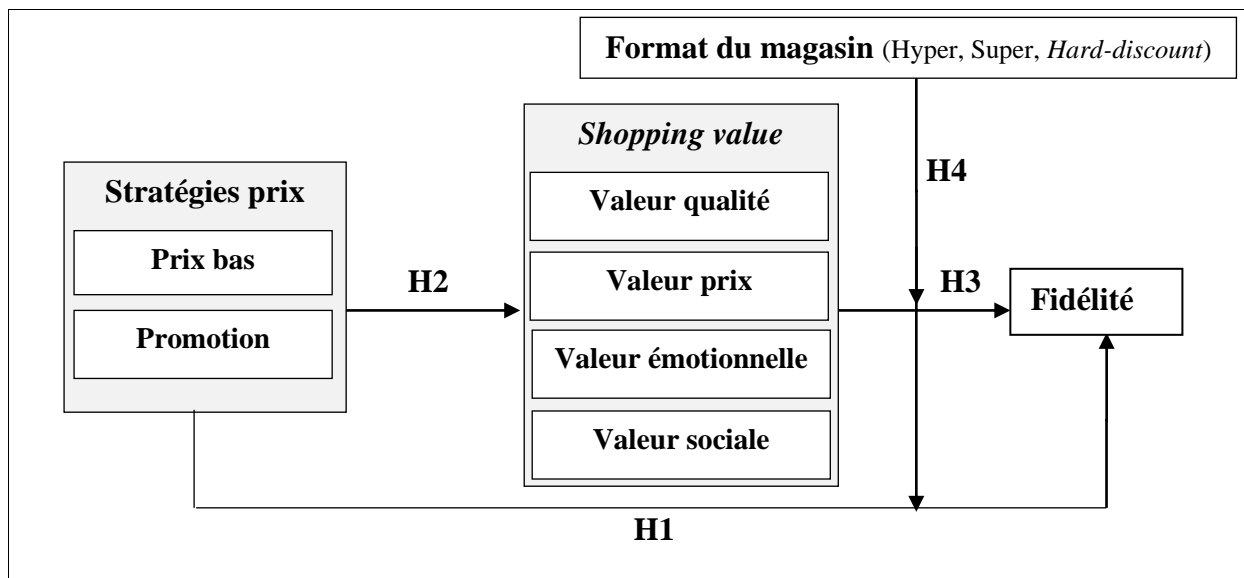 Format du magasin (Hyper, Super, Hard-discount)
Shopping value
H4
Stratégies prix
Valeur qualité
Prix bas
H2
Valeur prix
H3
Fidélité
Promotion
Valeur émotionnelle
Valeur sociale
H1